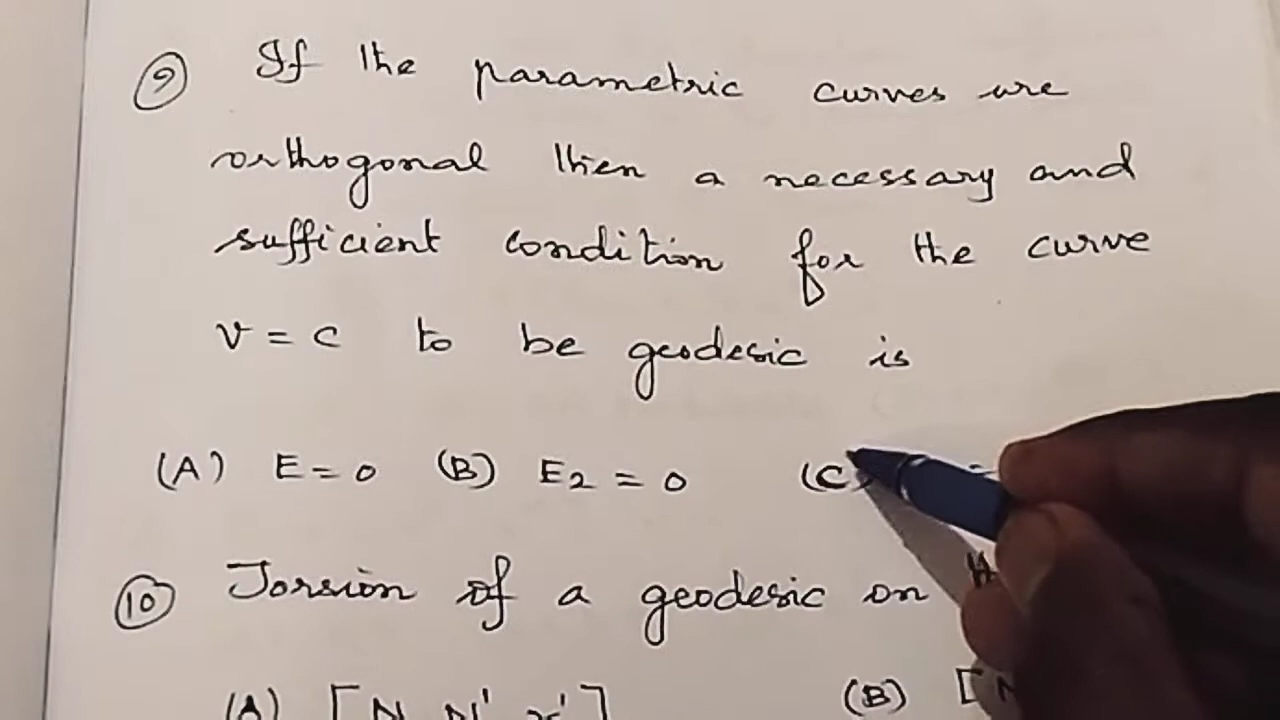 9 If the parametric curves are
orthogonal then a necessary and
sufficient condition for the curve
v = c to be geodesic is
(A) E = 0 (B) E₂ = 0 (C)
10 Torsion of a geodesic on
(A) [N N' r'] (B) [N